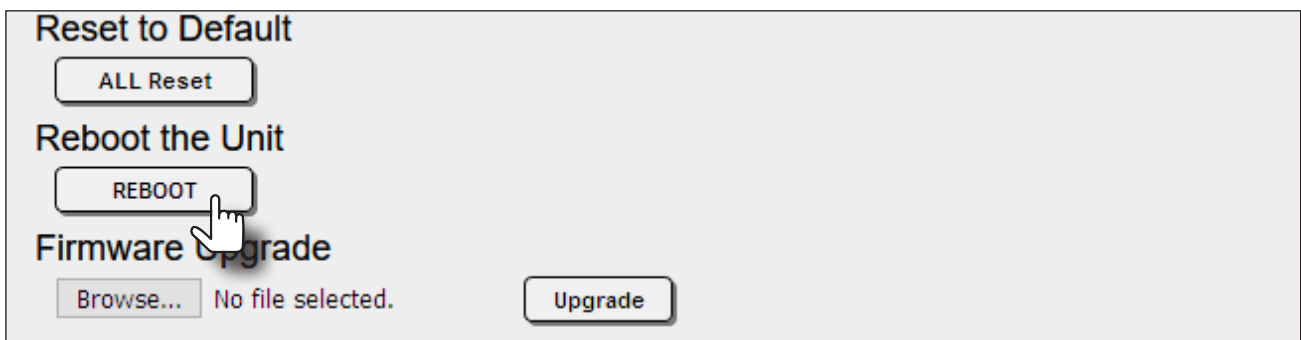 Reset to Default
ALL Reset
Reboot the Unit
REBOOT
Firmware Upgrade
Browse... No file selected. Upgrade